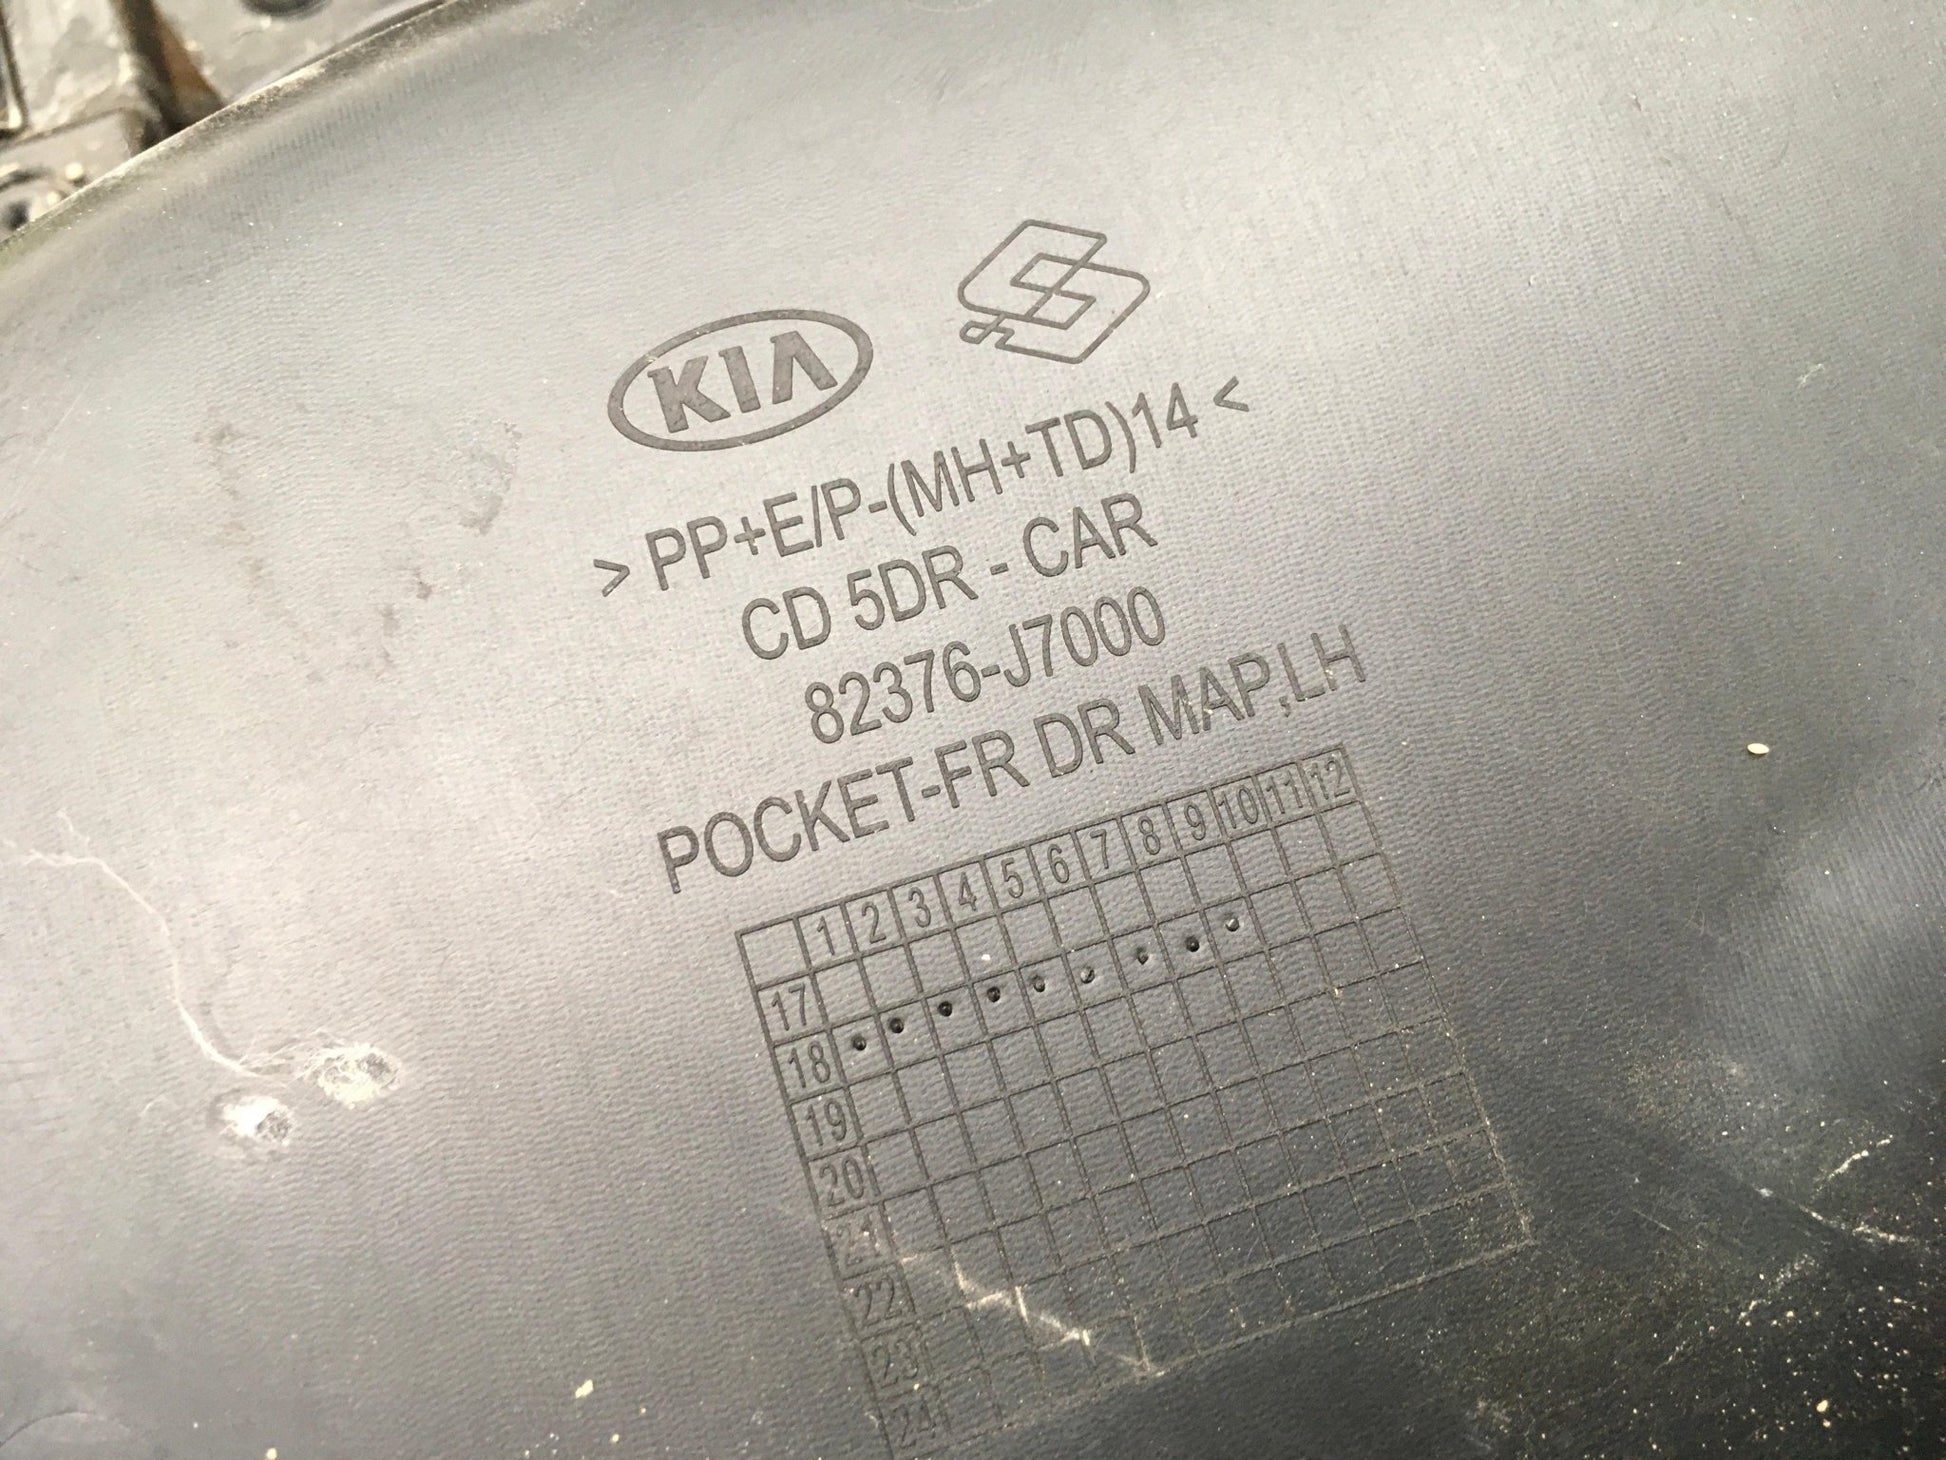 KIA
> PP+E/P-(MH+TD)14 <
CD 5DR - CAR
82376-J7000
POCKET-FR DR MAP,LH
1 2 3 4 5 6 7 8 9 10 11 12
17
18
19
20
21
22
23
24